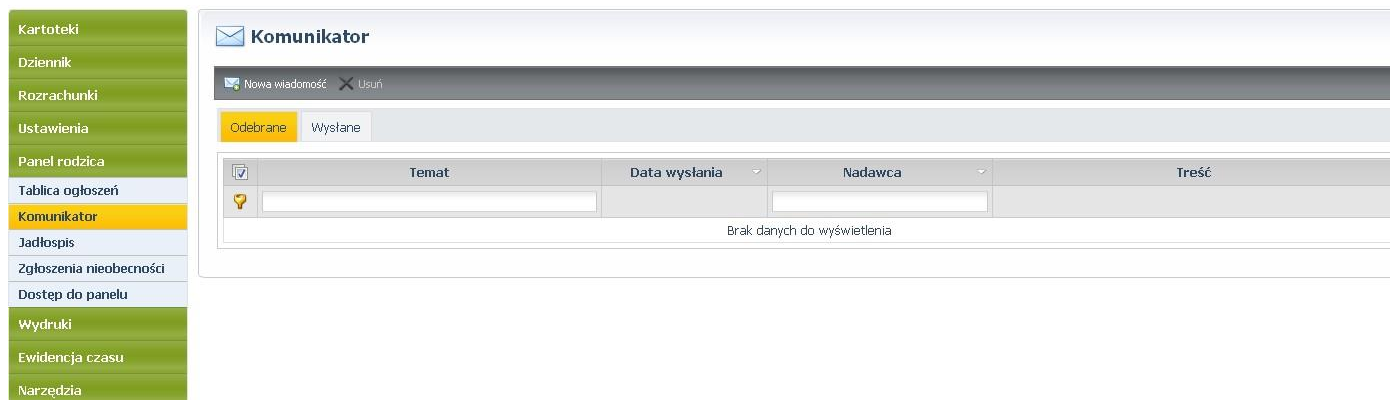 Kartoteki
Dziennik
Rozrachunki
Ustawienia
Panel rodzica
Tablica ogłoszeń
Komunikator
Jadłospis
Zgłoszenia nieobecności
Dostęp do panelu
Wydruki
Ewidencja czasu
Narzędzia
Komunikator
Nowa wiadomość Usuń
Odebrane Wysłane
Temat Data wysłania Nadawca Treść
Brak danych do wyświetlenia